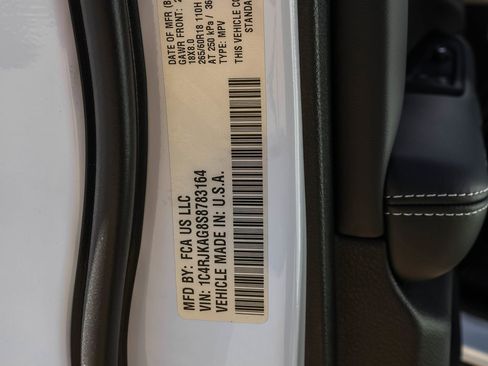 MFD BY: FCA US LLC
VIN: 1C4RJKAG8S8783164
VEHICLE MADE IN: U.S.A.
DATE OF MFR
GAWR FRONT:
18X8.0
265/60R18 110H
AT 250 kPa / 36
TYPE: MPV
THIS VEHICLE
STANDA